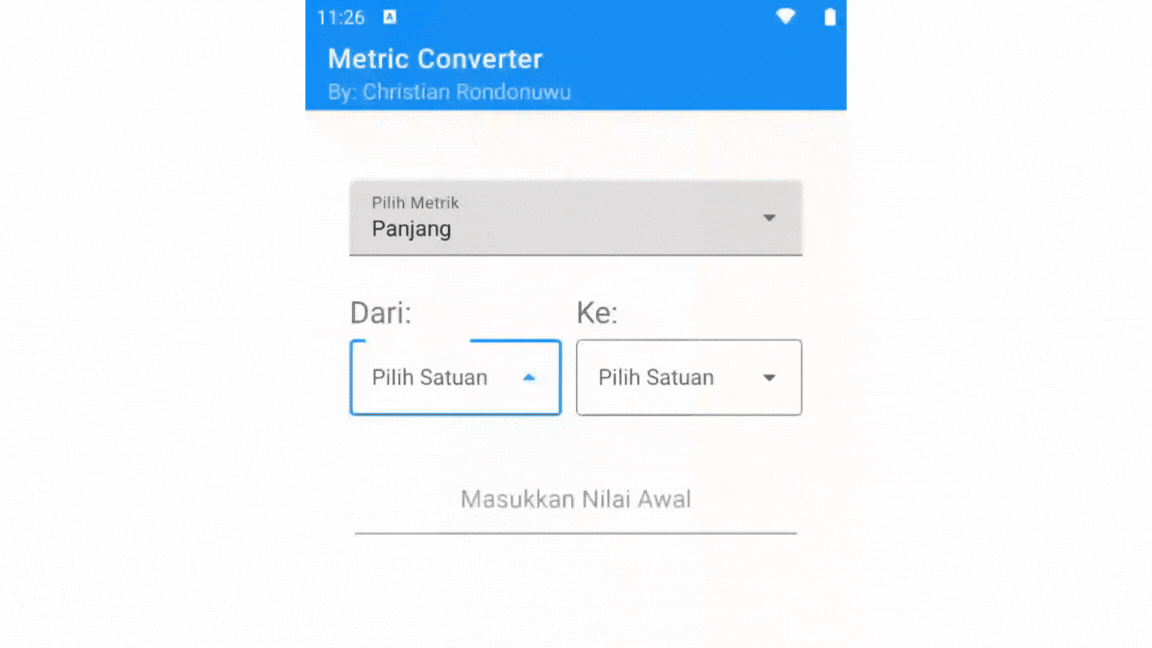 11:26
Metric Converter
By: Christian Rondonuwu
Pilih Metrik
Panjang
Dari: Ke:
Pilih Satuan Pilih Satuan
Masukkan Nilai Awal